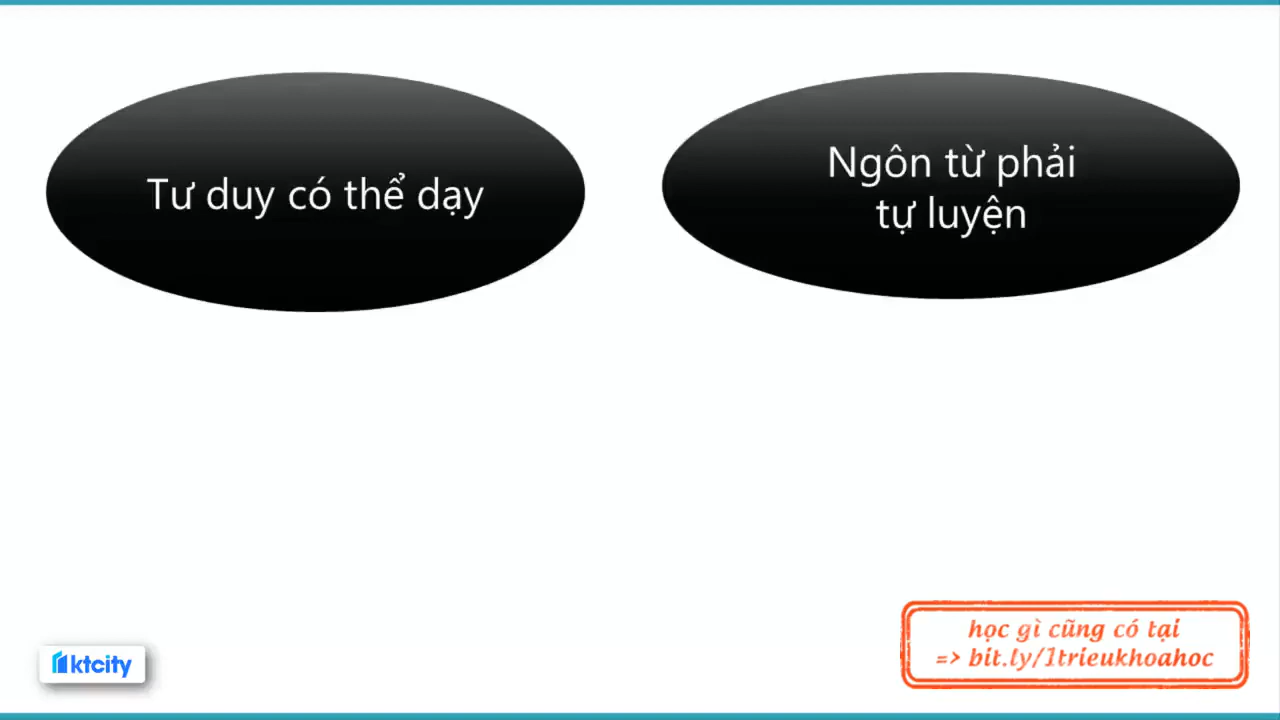 Tư duy có thể dạy
Ngôn từ phải
tự luyện
học gì cũng có tại
=> bit.ly/1trieukhoahoc
ktcity